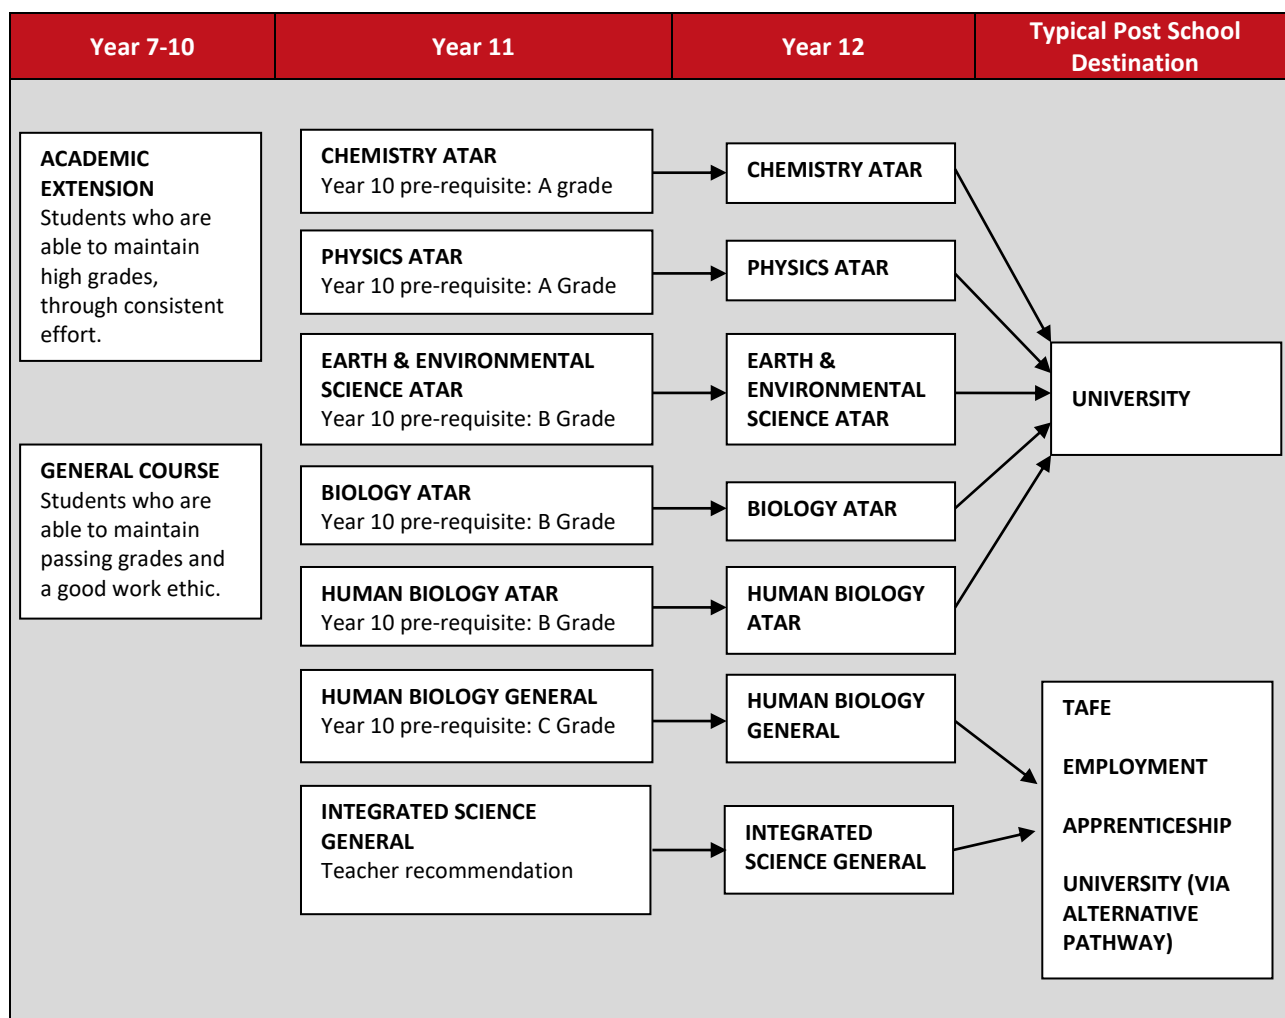 Year 7-10
Year 11
Year 12
Typical Post School
Destination
ACADEMIC
EXTENSION
Students who are
able to maintain
high grades,
through consistent
effort.
GENERAL COURSE
Students who are
able to maintain
passing grades and
a good work ethic.
CHEMISTRY ATAR
Year 10 pre-requisite: A grade
PHYSICS ATAR
Year 10 pre-requisite: A Grade
EARTH & ENVIRONMENTAL
SCIENCE ATAR
Year 10 pre-requisite: B Grade
BIOLOGY ATAR
Year 10 pre-requisite: B Grade
HUMAN BIOLOGY ATAR
Year 10 pre-requisite: B Grade
HUMAN BIOLOGY GENERAL
Year 10 pre-requisite: C Grade
INTEGRATED SCIENCE
GENERAL
Teacher recommendation
CHEMISTRY ATAR
PHYSICS ATAR
EARTH &
ENVIRONMENTAL
SCIENCE ATAR
BIOLOGY ATAR
HUMAN BIOLOGY
ATAR
HUMAN BIOLOGY
GENERAL
INTEGRATED
SCIENCE GENERAL
UNIVERSITY
TAFE
EMPLOYMENT
APPRENTICESHIP
UNIVERSITY (VIA
ALTERNATIVE
PATHWAY)